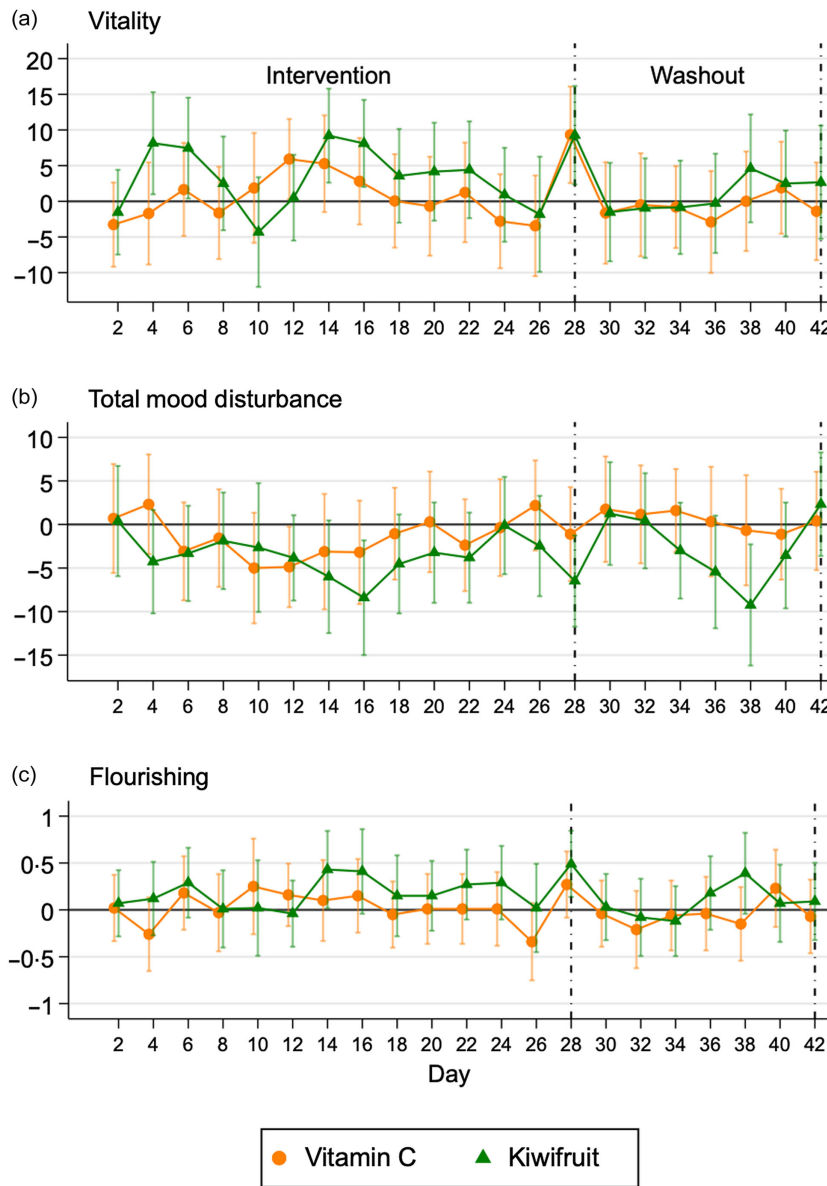 (a) Vitality
20
15
10
5
0
−5
−10
Intervention Washout
2 4 6 8 10 12 14 16 18 20 22 24 26 28 30 32 34 36 38 40 42
(b) Total mood disturbance
10
5
0
−5
−10
−15
2 4 6 8 10 12 14 16 18 20 22 24 26 28 30 32 34 36 38 40 42
(c) Flourishing
1
0·5
0
−0·5
−1
2 4 6 8 10 12 14 16 18 20 22 24 26 28 30 32 34 36 38 40 42
Day
Vitamin C Kiwifruit